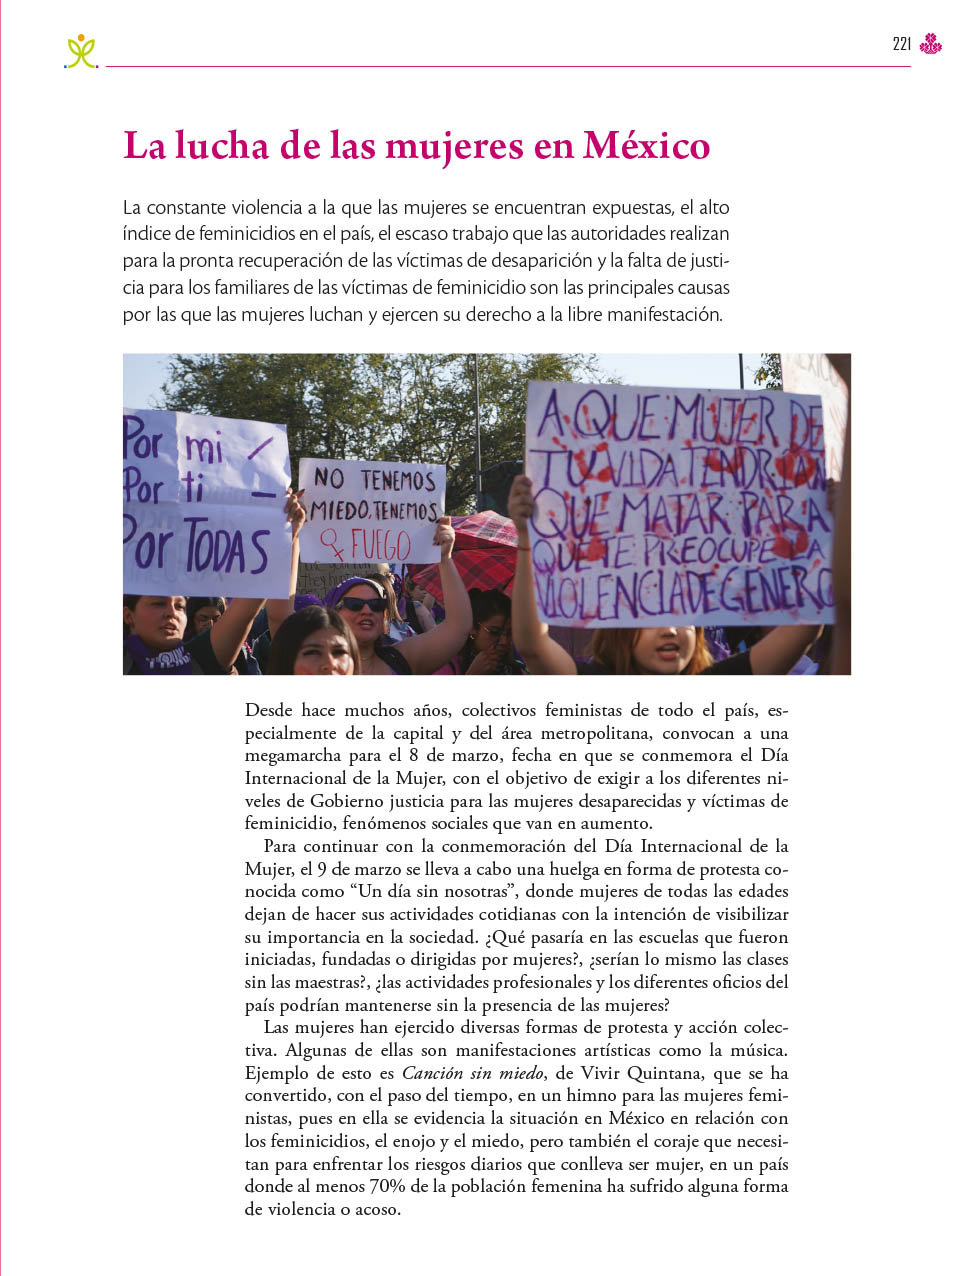 221
La lucha de las mujeres en México
La constante violencia a la que las mujeres se encuentran expuestas, el alto
índice de feminicidios en el país, el escaso trabajo que las autoridades realizan
para la pronta recuperación de las víctimas de desaparición y la falta de justi-
cia para los familiares de las víctimas de feminicidio son las principales causas
por las que las mujeres luchan y ejercen su derecho a la libre manifestación.
Por mi /
Por ti –
Por TODAS
NO TENEMOS
MIEDO, TENEMOS
♀ FUEGO
A QUE MUJER DE
TU VIDA TENDRIAN
QUE MATAR PARA
QUE TE PREOCUPE LA
VIOLENCIA DE GENERO
Desde hace muchos años, colectivos feministas de todo el país, es-
pecialmente de la capital y del área metropolitana, convocan a una
megamarcha para el 8 de marzo, fecha en que se conmemora el Día
Internacional de la Mujer, con el objetivo de exigir a los diferentes ni-
veles de Gobierno justicia para las mujeres desaparecidas y víctimas de
feminicidio, fenómenos sociales que van en aumento.
Para continuar con la conmemoración del Día Internacional de la
Mujer, el 9 de marzo se lleva a cabo una huelga en forma de protesta co-
nocida como “Un día sin nosotras”, donde mujeres de todas las edades
dejan de hacer sus actividades cotidianas con la intención de visibilizar
su importancia en la sociedad. ¿Qué pasaría en las escuelas que fueron
iniciadas, fundadas o dirigidas por mujeres?, ¿serían lo mismo las clases
sin las maestras?, ¿las actividades profesionales y los diferentes oficios del
país podrían mantenerse sin la presencia de las mujeres?
Las mujeres han ejercido diversas formas de protesta y acción colec-
tiva. Algunas de ellas son manifestaciones artísticas como la música.
Ejemplo de esto es Canción sin miedo, de Vivir Quintana, que se ha
convertido, con el paso del tiempo, en un himno para las mujeres femi-
nistas, pues en ella se evidencia la situación en México en relación con
los feminicidios, el enojo y el miedo, pero también el coraje que necesi-
tan para enfrentar los riesgos diarios que conlleva ser mujer, en un país
donde al menos 70% de la población femenina ha sufrido alguna forma
de violencia o acoso.